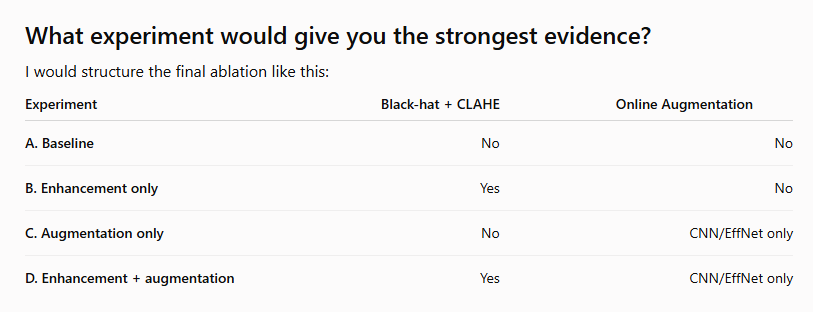 What experiment would give you the strongest evidence?
I would structure the final ablation like this:
Experiment Black-hat + CLAHE Online Augmentation
A. Baseline No No
B. Enhancement only Yes No
C. Augmentation only No CNN/EffNet only
D. Enhancement + augmentation Yes CNN/EffNet only